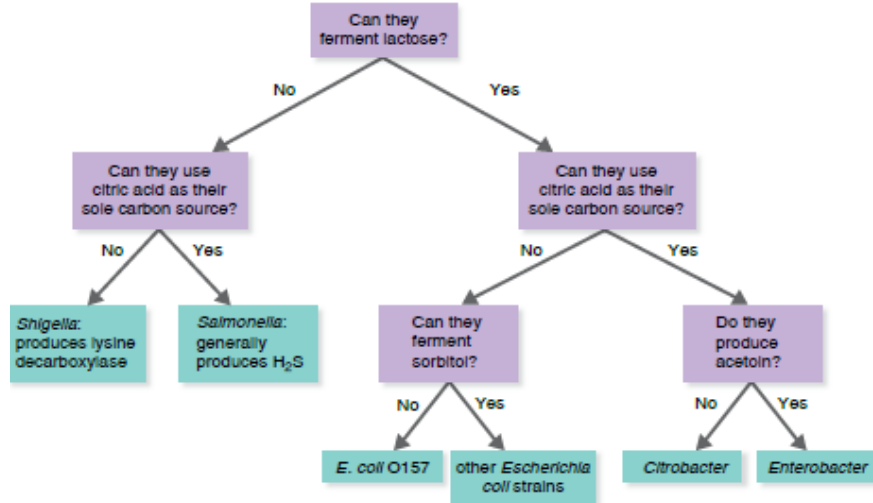 Can they
ferment lactose?
No
Yes
Can they use
citric acid as their
sole carbon source?
Can they use
citric acid as their
sole carbon source?
No
Yes
No
Yes
Shigella:
produces lysine
decarboxylase
Salmonella:
generally
produces H₂S
Can they
ferment
sorbitol?
Do they
produce
acetoin?
No
Yes
No
Yes
E. coli O157
other Escherichia
coli strains
Citrobacter
Enterobacter